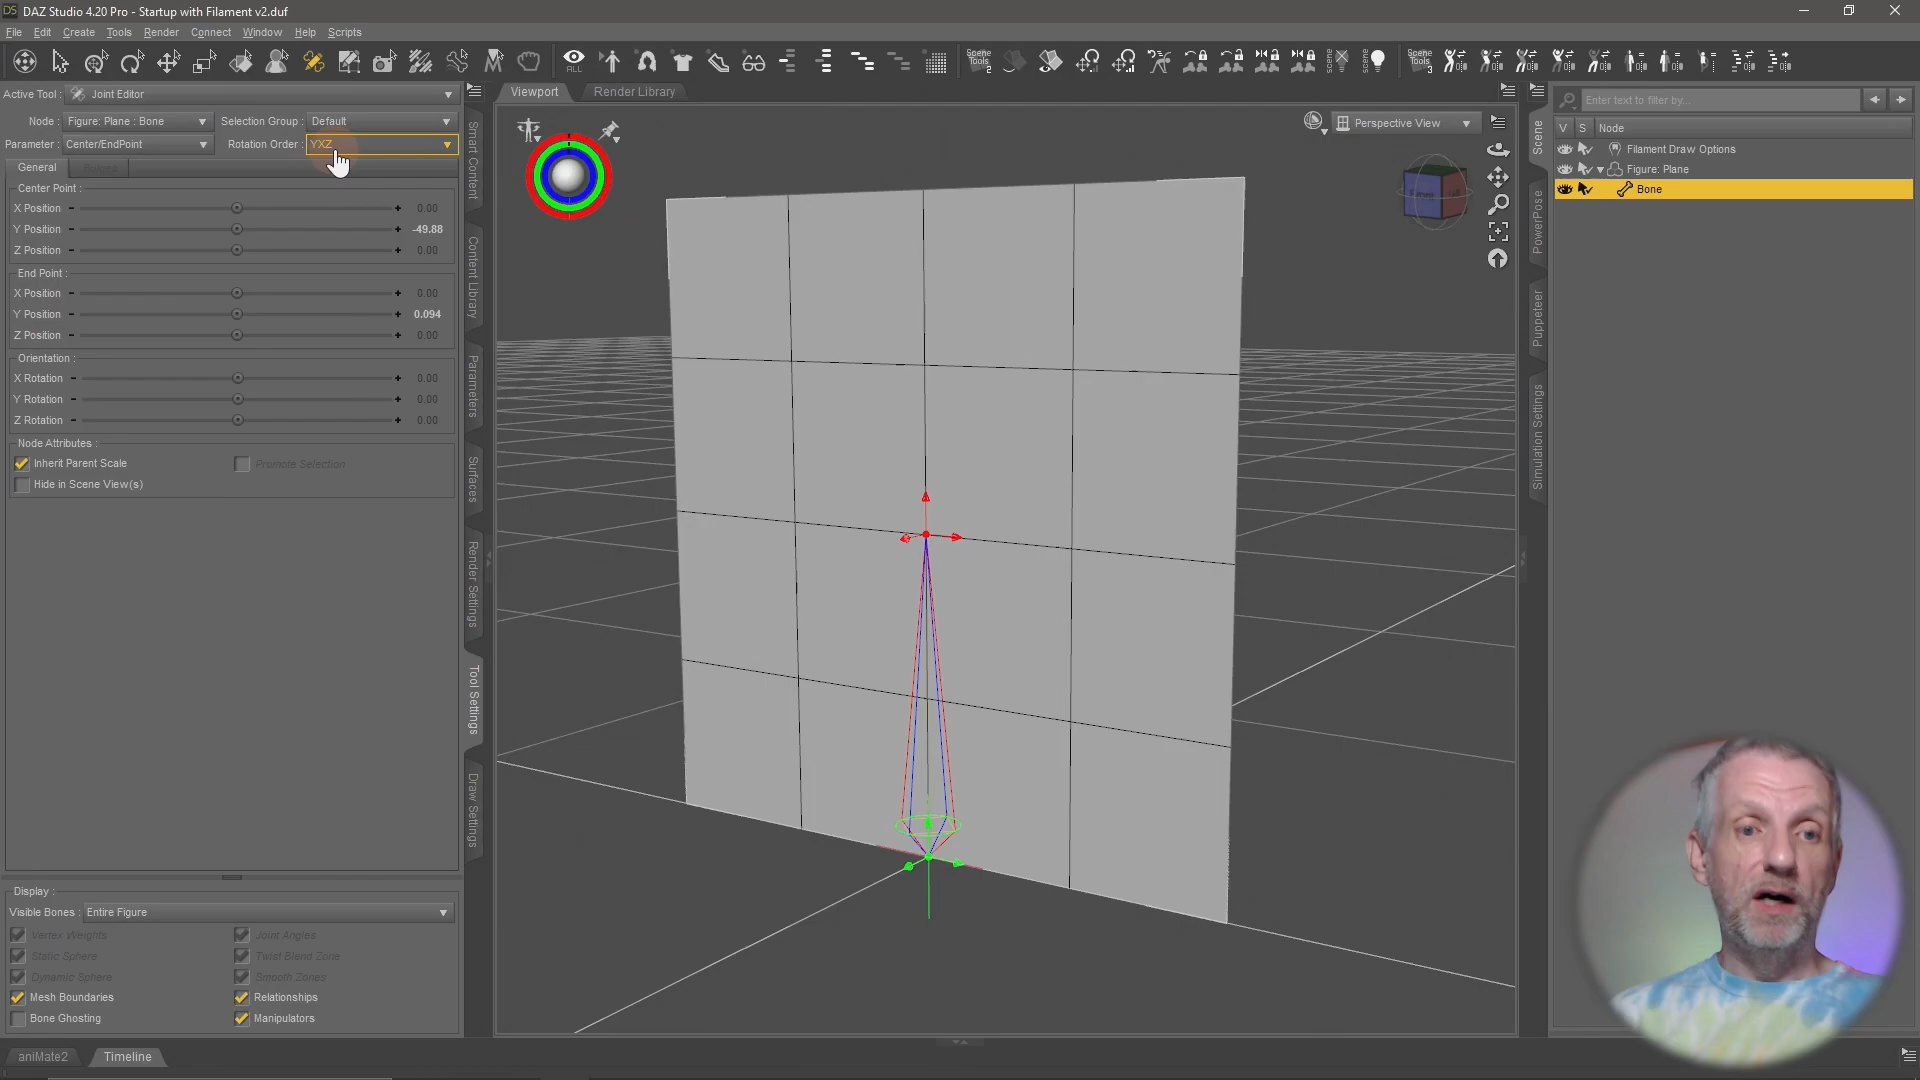 DAZ Studio 4.20 Pro - Startup with Filament v2.duf
File Edit Create Tools Render Connect Window Help Scripts
ALL
Scene Tools 2
scene
scene
Scene Tools 3
Active Tool : Joint Editor
Node : Figure: Plane : Bone
Selection Group : Default
Parameter : Center/EndPoint
Rotation Order : YXZ
General
Center Point :
X Position - + 0.00
Y Position - + -49.88
Z Position - + 0.00
End Point :
X Position - + 0.00
Y Position - + 0.094
Z Position - + 0.00
Orientation :
X Rotation - + 0.00
Y Rotation - + 0.00
Z Rotation - + 0.00
Node Attributes :
Inherit Parent Scale
Promote Selection
Hide in Scene View(s)
Display :
Visible Bones : Entire Figure
Vertex Weights
Joint Angles
Static Sphere
Twist Blend Zone
Dynamic Sphere
Smooth Zones
Mesh Boundaries
Relationships
Bone Ghosting
Manipulators
aniMate2
Timeline
Smart Content
Content Library
Parameters
Surfaces
Render Settings
Tool Settings
Draw Settings
Viewport
Render Library
Perspective View
Scene
PowerPose
Puppeteer
Simulation Settings
Enter text to filter by...
V S Node
Filament Draw Options
Figure: Plane
Bone